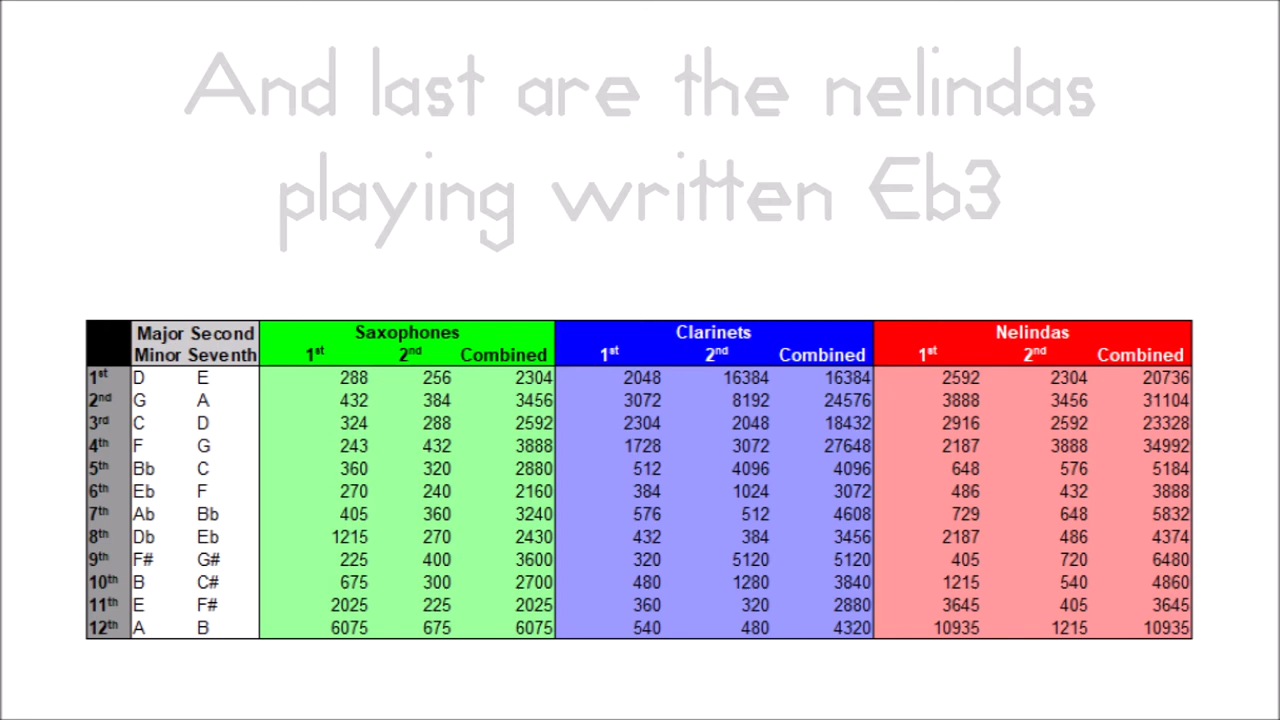 And last are the nelindas
playing written Eb3
Major Second Saxophones Clarinets Nelindas
Minor Seventh 1st 2nd Combined 1st 2nd Combined 1st 2nd Combined
1st D E 288 256 2304 2048 16384 16384 2592 2304 20736
2nd G A 432 384 3456 3072 8192 24576 3888 3456 31104
3rd C D 324 288 2592 2304 2048 18432 2916 2592 23328
4th F G 243 432 3888 1728 3072 27648 2187 3888 34992
5th Bb C 360 320 2880 512 4096 4096 648 576 5184
6th Eb F 270 240 2160 384 1024 3072 486 432 3888
7th Ab Bb 405 360 3240 576 512 4608 729 648 5832
8th Db Eb 1215 270 2430 432 384 3456 2187 486 4374
9th F# G# 225 400 3600 320 5120 5120 405 720 6480
10th B C# 675 300 2700 480 1280 3840 1215 540 4860
11th E F# 2025 225 2025 360 320 2880 3645 405 3645
12th A B 6075 675 6075 540 480 4320 10935 1215 10935